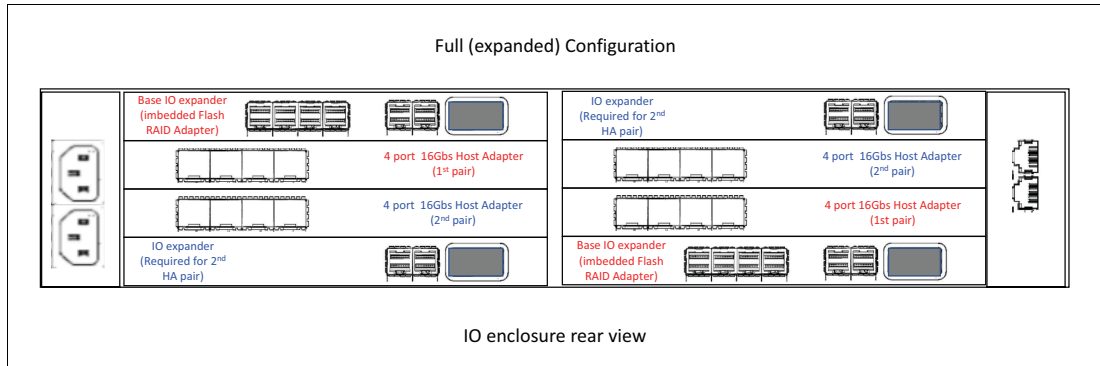 Full (expanded) Configuration
Base IO expander
(imbedded Flash
RAID Adapter)
4 port 16Gbs Host Adapter
(1st pair)
4 port 16Gbs Host Adapter
(2nd pair)
IO expander
(Required for 2nd
HA pair)
IO expander
(Required for 2nd
HA pair)
4 port 16Gbs Host Adapter
(2nd pair)
4 port 16Gbs Host Adapter
(1st pair)
Base IO expander
(imbedded Flash
RAID Adapter)
IO enclosure rear view